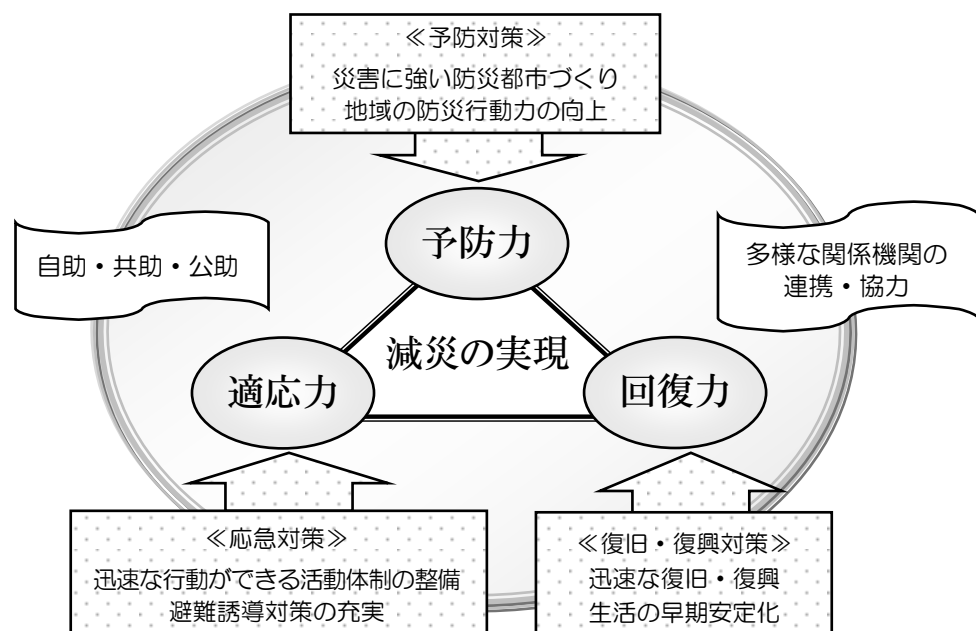 ≪予防対策≫
災害に強い防災都市づくり
地域の防災行動力の向上
予防力
自助・共助・公助
多様な関係機関の
連携・協力
減災の実現
適応力
回復力
≪応急対策≫
迅速な行動ができる活動体制の整備
避難誘導対策の充実
≪復旧・復興対策≫
迅速な復旧・復興
生活の早期安定化